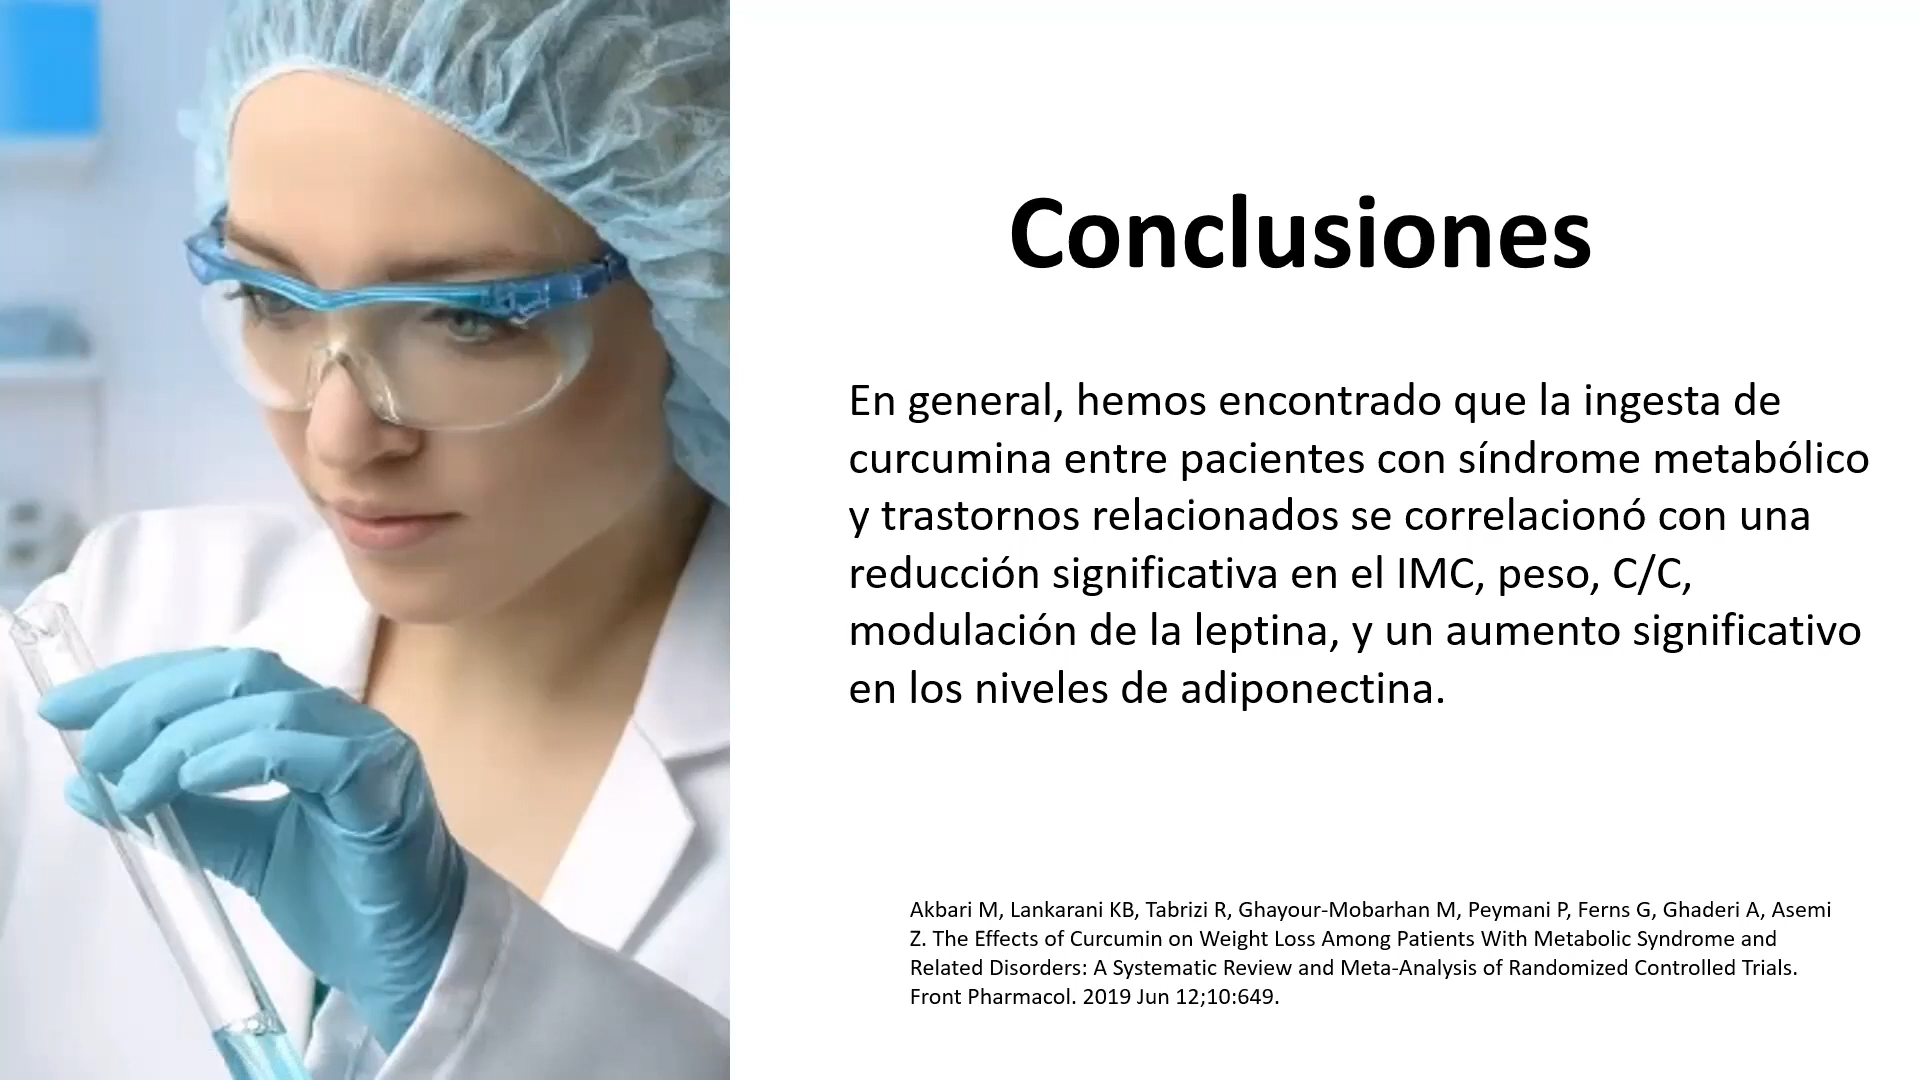 Conclusiones
En general, hemos encontrado que la ingesta de
curcumina entre pacientes con síndrome metabólico
y trastornos relacionados se correlacionó con una
reducción significativa en el IMC, peso, C/C,
modulación de la leptina, y un aumento significativo
en los niveles de adiponectina.
Akbari M, Lankarani KB, Tabrizi R, Ghayour-Mobarhan M, Peymani P, Ferns G, Ghaderi A, Asemi
Z. The Effects of Curcumin on Weight Loss Among Patients With Metabolic Syndrome and
Related Disorders: A Systematic Review and Meta-Analysis of Randomized Controlled Trials.
Front Pharmacol. 2019 Jun 12;10:649.